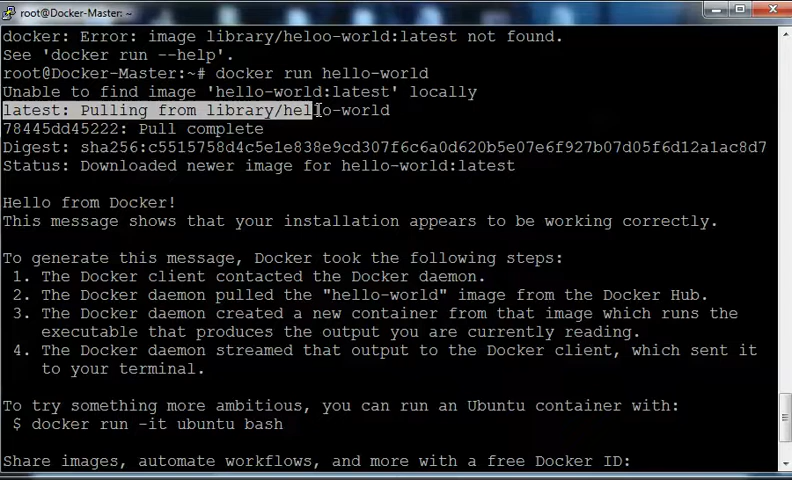 root@Docker-Master: ~
docker: Error: image library/heloo-world:latest not found.
See 'docker run --help'.
root@Docker-Master:~# docker run hello-world
Unable to find image 'hello-world:latest' locally
latest: Pulling from library/hello-world
78445dd45222: Pull complete
Digest: sha256:c5515758d4c5e1e838e9cd307f6c6a0d620b5e07e6f927b07d05f6d12a1ac8d7
Status: Downloaded newer image for hello-world:latest
Hello from Docker!
This message shows that your installation appears to be working correctly.
To generate this message, Docker took the following steps:
1. The Docker client contacted the Docker daemon.
2. The Docker daemon pulled the "hello-world" image from the Docker Hub.
3. The Docker daemon created a new container from that image which runs the
executable that produces the output you are currently reading.
4. The Docker daemon streamed that output to the Docker client, which sent it
to your terminal.
To try something more ambitious, you can run an Ubuntu container with:
$ docker run -it ubuntu bash
Share images, automate workflows, and more with a free Docker ID: